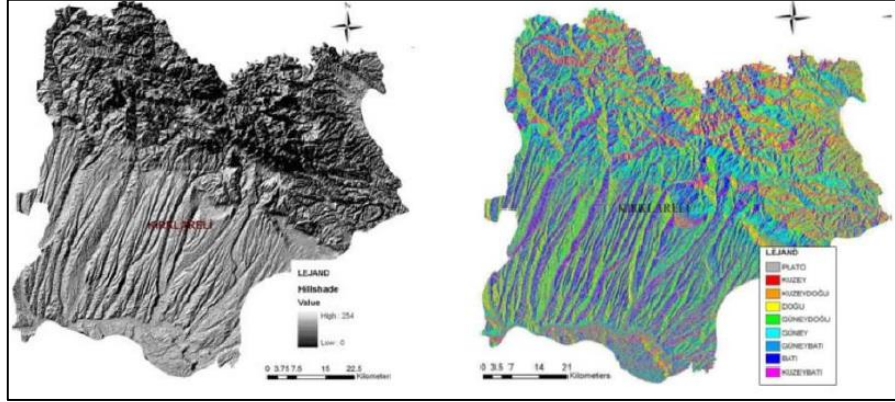 N
KIRKLARELİ
LEJAND
Hillshade
Value
High : 254
Low : 0
0 3.75 7.5 15 22.5
Kilometers
KIRKLARELİ
LEJAND
PLATO
KUZEY
KUZEYDOĞU
DOĞU
GÜNEYDOĞU
GÜNEY
GÜNEYBATI
BATI
KUZEYBATI
0 3.5 7 14 21
Kilometers